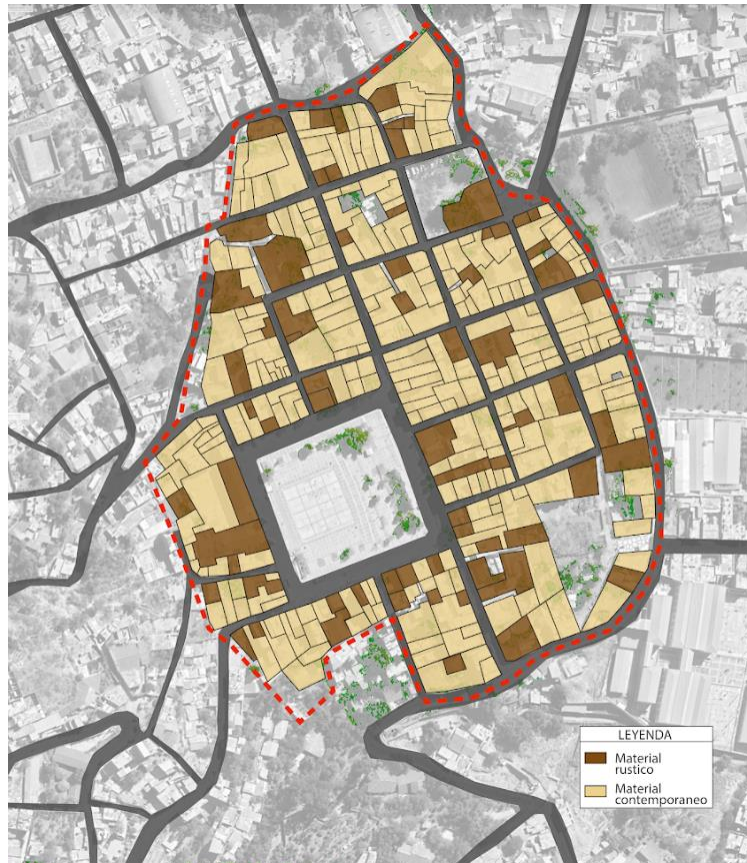 LEYENDA
Material
rustico
Material
contemporaneo